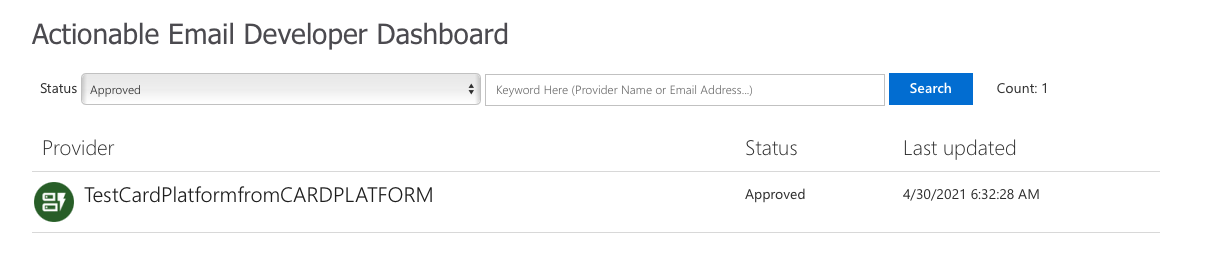 Actionable Email Developer Dashboard
Status Approved Keyword Here (Provider Name or Email Address...) Search Count: 1
Provider Status Last updated
TestCardPlatformfromCARDPLATFORM Approved 4/30/2021 6:32:28 AM